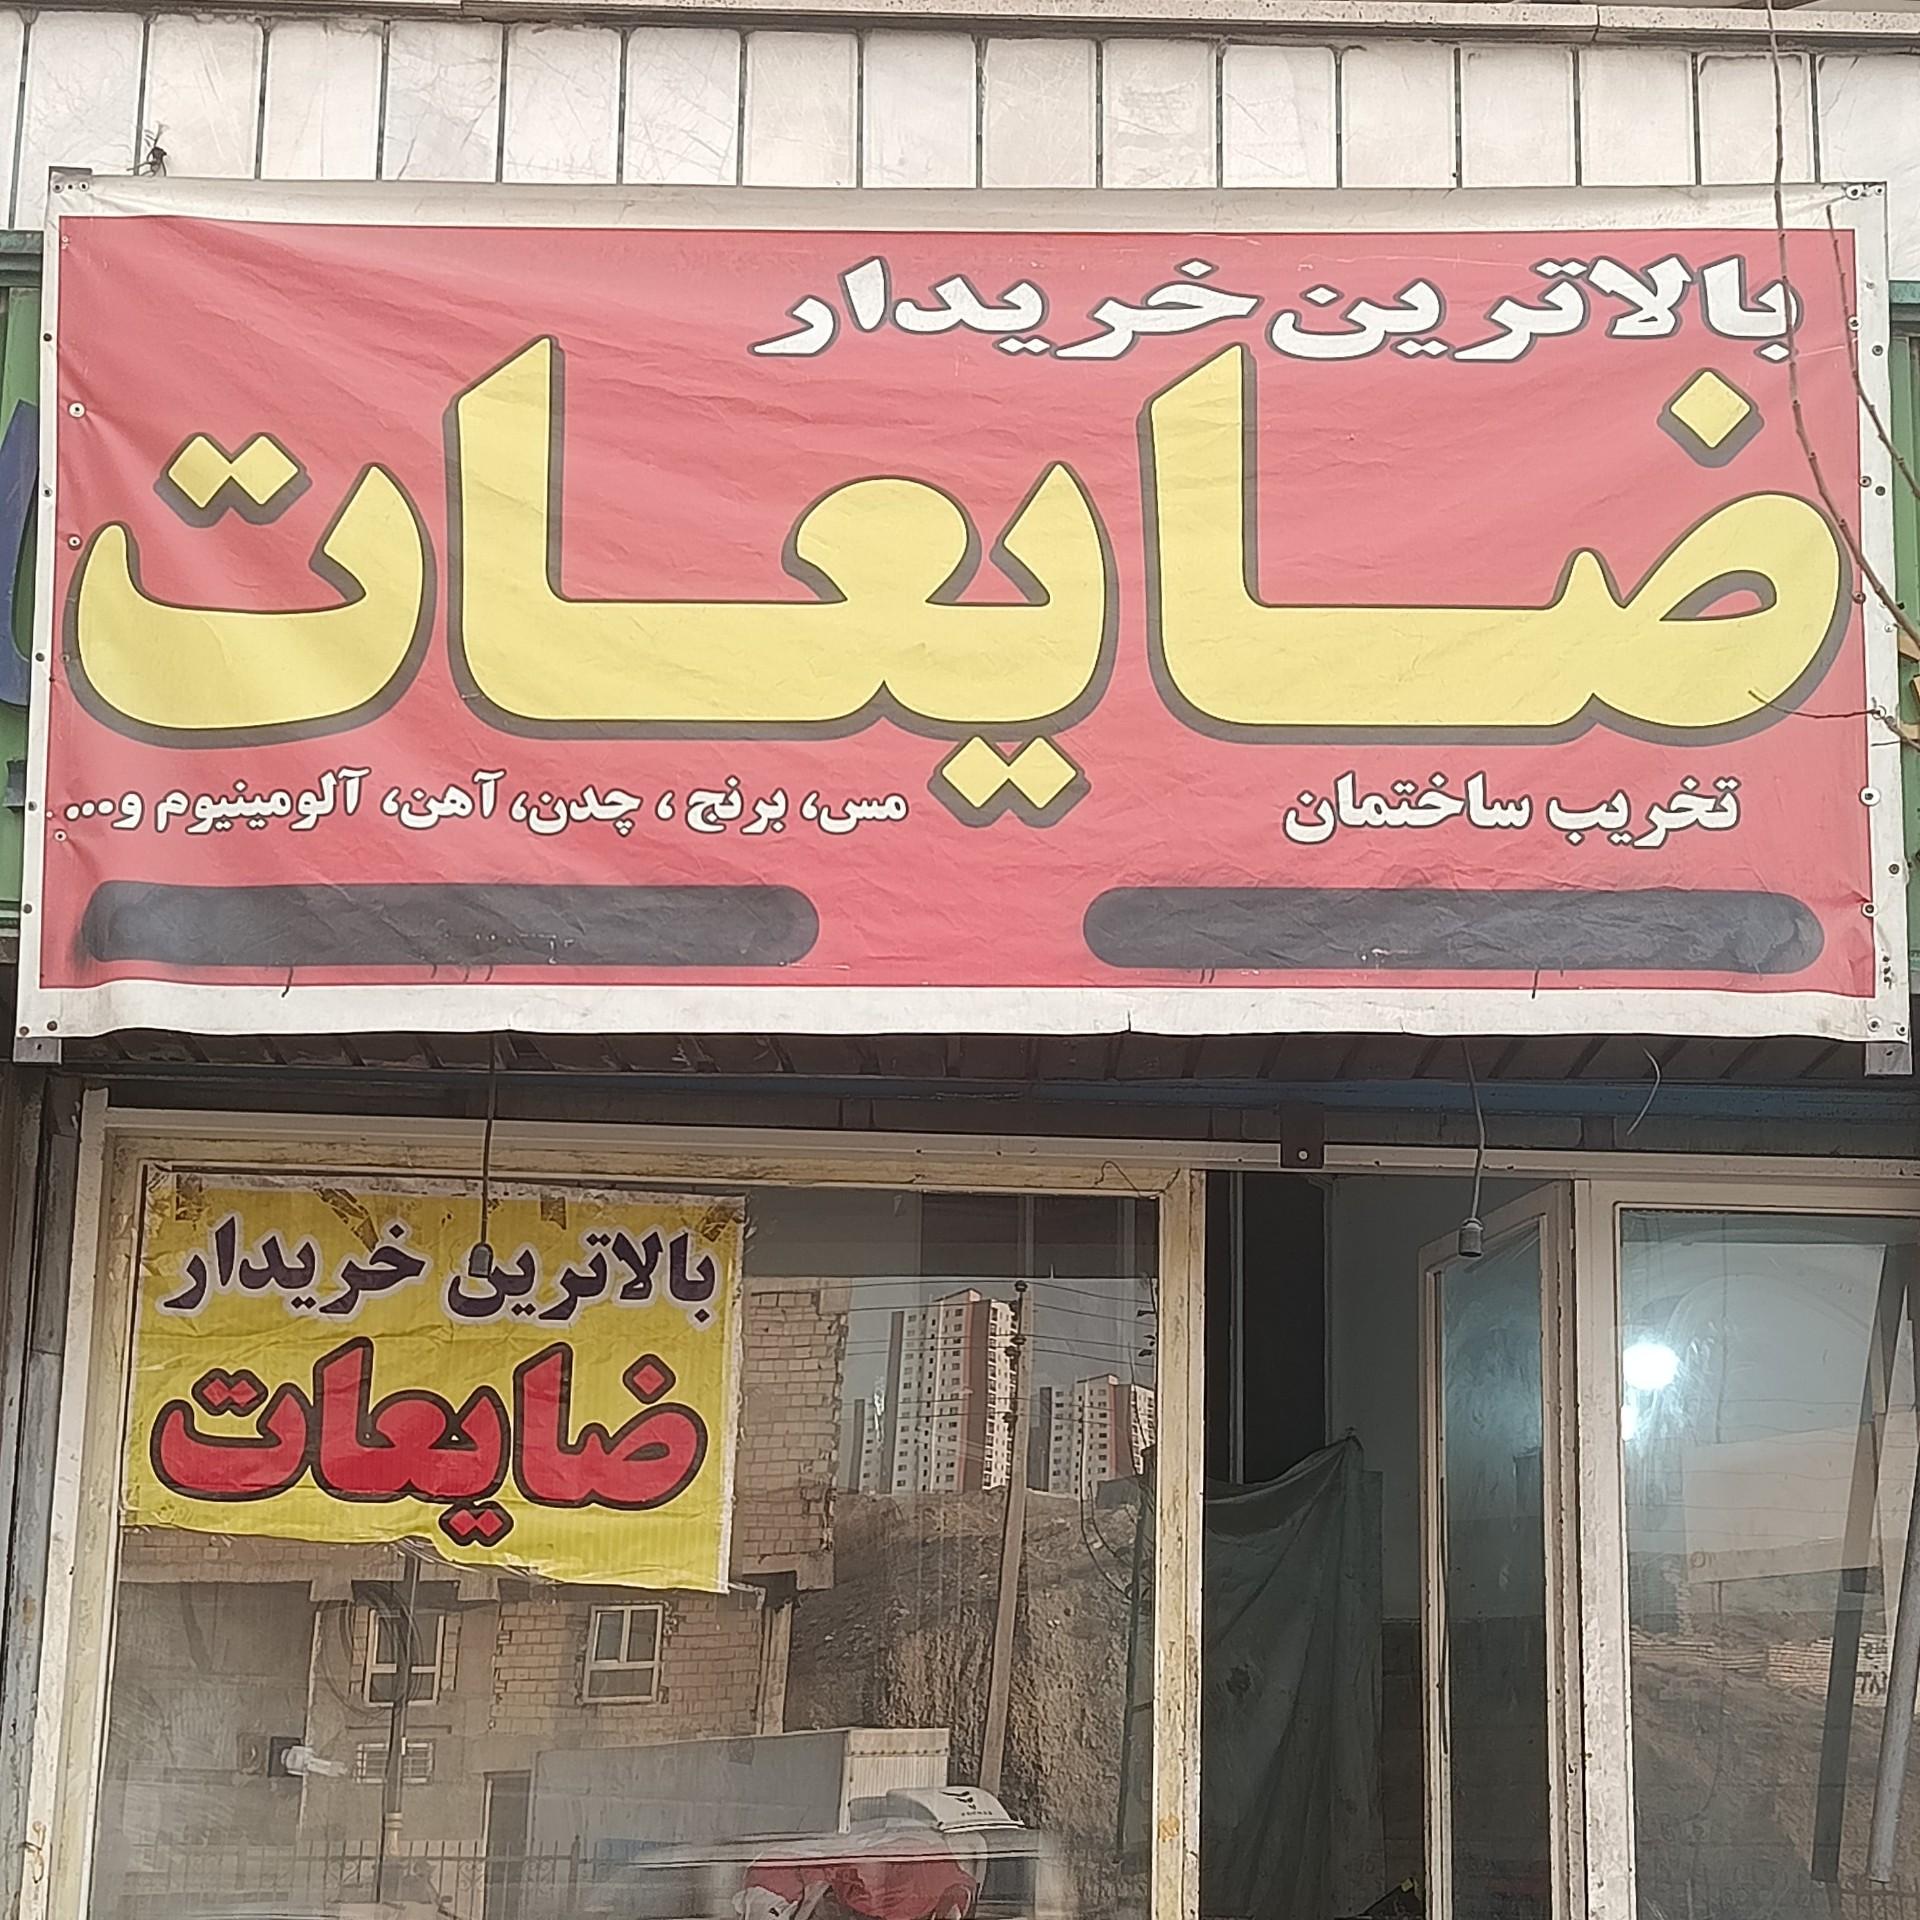 بالاترین خریدار
ضایعات
تخریب ساختمان
مس، برنج ، چدن، آهن، آلومینیوم و...
بالاترین خریدار
ضایعات